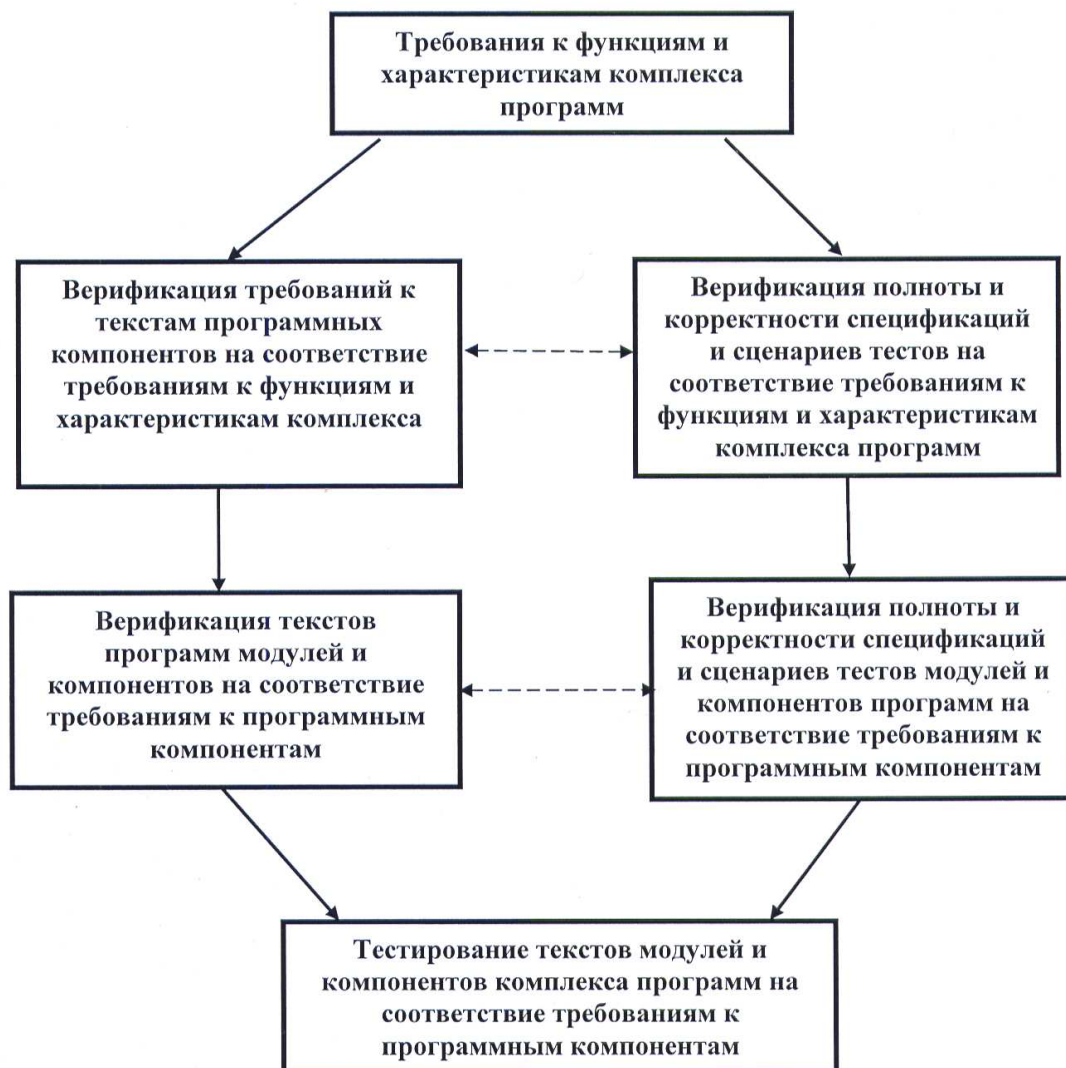 Требования к функциям и
характеристикам комплекса
программ
Верификация требований к
текстам программных
компонентов на соответствие
требованиям к функциям и
характеристикам комплекса
Верификация полноты и
корректности спецификаций
и сценариев тестов на
соответствие требованиям к
функциям и характеристикам
комплекса программ
Верификация текстов
программ модулей и
компонентов на соответствие
требованиям к программным
компонентам
Верификация полноты и
корректности спецификаций
и сценариев тестов модулей и
компонентов программ на
соответствие требованиям к
программным компонентам
Тестирование текстов модулей и
компонентов комплекса программ на
соответствие требованиям к
программным компонентам